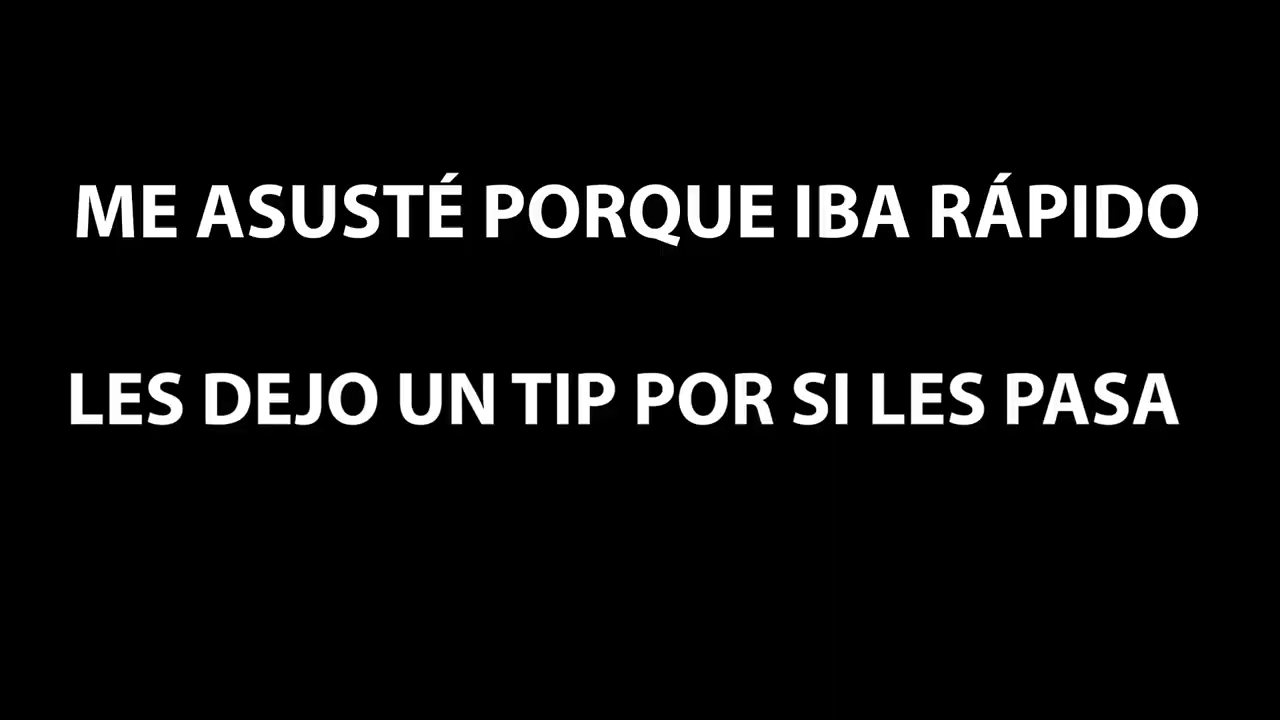 ME ASUSTÉ PORQUE IBA RÁPIDO
LES DEJO UN TIP POR SI LES PASA